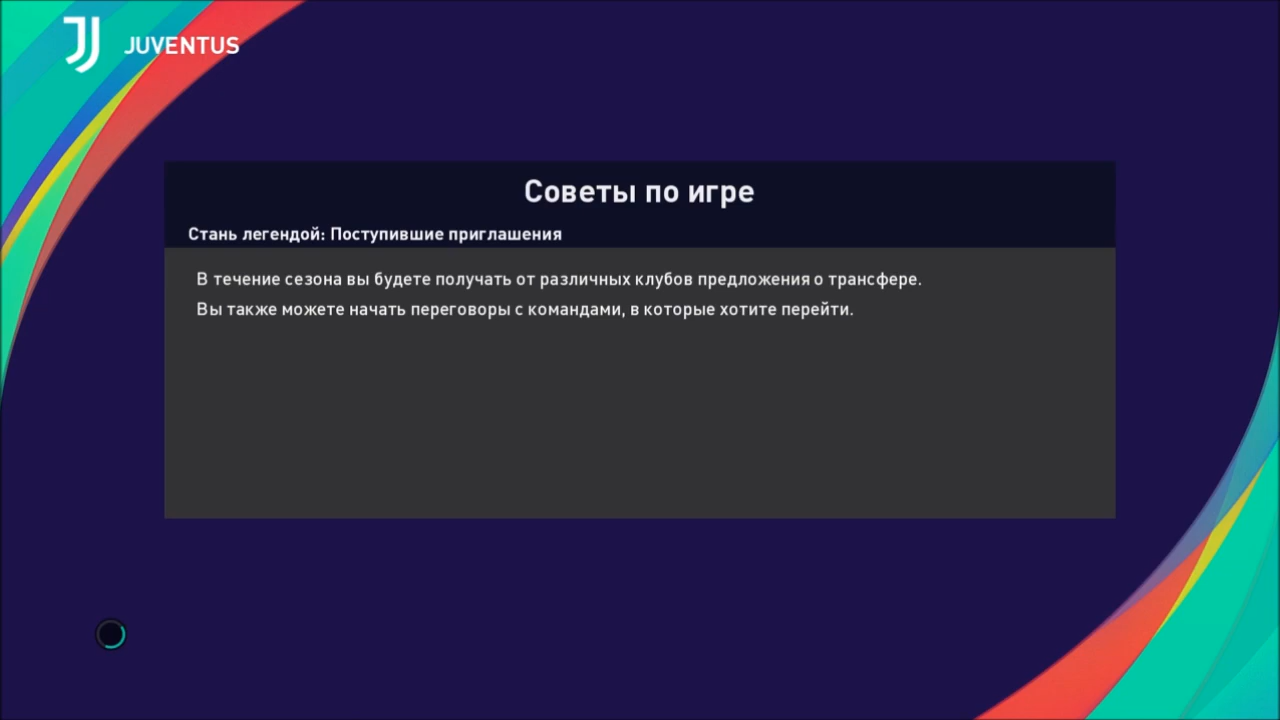 JUVENTUS
Советы по игре
Стань легендой: Поступившие приглашения
В течение сезона вы будете получать от различных клубов предложения о трансфере.
Вы также можете начать переговоры с командами, в которые хотите перейти.